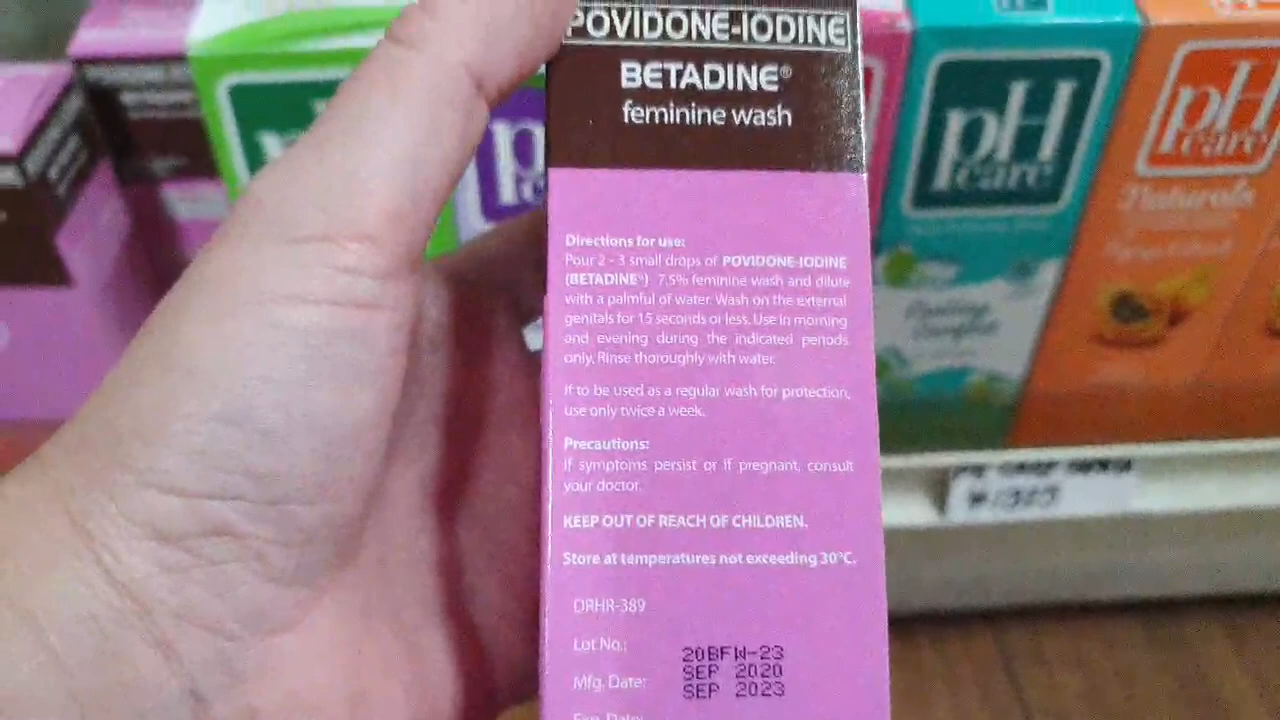 POVIDONE-IODINE
BETADINE®
feminine wash
Directions for use:
Pour 2 - 3 small drops of POVIDONE-IODINE
(BETADINE®) 7.5% feminine wash and dilute
with a palmful of water. Wash on the external
genitals for 15 seconds or less. Use in morning
and evening during the indicated periods
only. Rinse thoroughly with water.
If to be used as a regular wash for protection,
use only twice a week.
Precautions:
If symptoms persist or if pregnant, consult
your doctor.
KEEP OUT OF REACH OF CHILDREN.
Store at temperatures not exceeding 30°C.
DRHR-389
Lot No.: 20BFW-23
SEP 2020
Mfg. Date: SEP 2023
Exp. Date:
pH
care
pH
care
Naturals
Cooling
Comfort